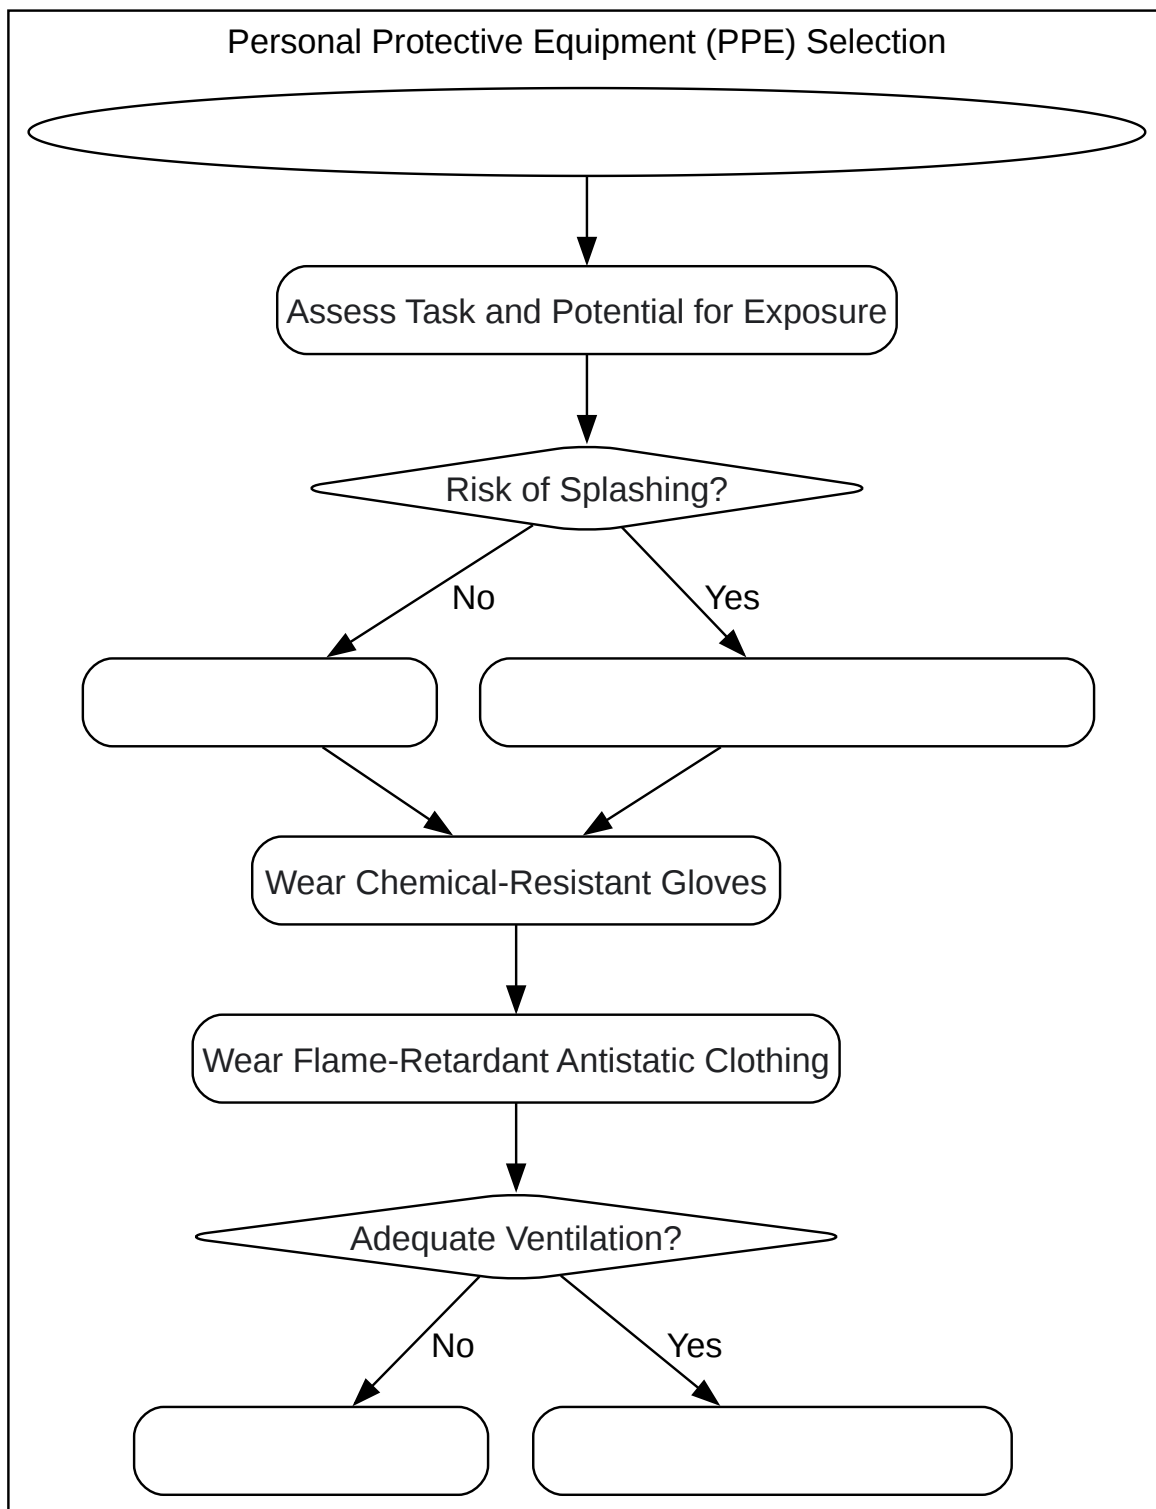 Personal Protective Equipment (PPE) Selection
Assess Task and Potential for Exposure
Risk of Splashing?
No
Yes
Wear Chemical-Resistant Gloves
Wear Flame-Retardant Antistatic Clothing
Adequate Ventilation?
No
Yes